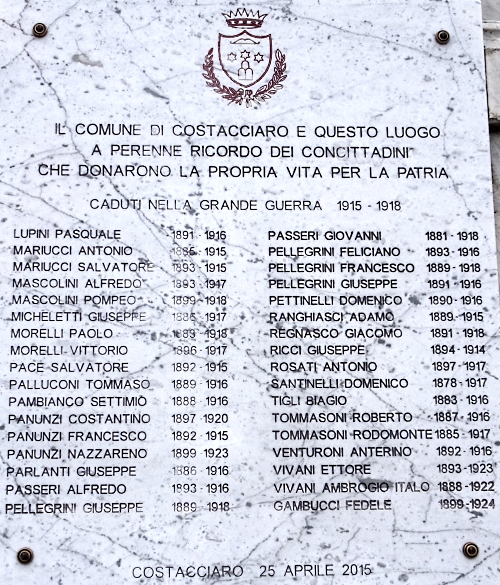 IL COMUNE DI COSTACCIARO E QUESTO LUOGO
A PERENNE RICORDO DEI CONCITTADINI
CHE DONARONO LA PROPRIA VITA PER LA PATRIA
CADUTI NELLA GRANDE GUERRA 1915 - 1918
LUPINI PASQUALE 1891 - 1916
MARIUCCI ANTONIO 1885 - 1915
MARIUCCI SALVATORE 1893 - 1915
MASCOLINI ALFREDO 1893 - 1947
MASCOLINI POMPEO 1899 - 1918
MICHELETTI GIUSEPPE 1885 - 1917
MORELLI PAOLO 1883 - 1918
MORELLI VITTORIO 1896 - 1917
PACE SALVATORE 1892 - 1915
PALLUCONI TOMMASO 1889 - 1916
PAMBIANCO SETTIMIO 1888 - 1916
PANUNZI COSTANTINO 1897 - 1920
PANUNZI FRANCESCO 1892 - 1915
PANUNZI NAZZARENO 1899 - 1923
PARLANTI GIUSEPPE 1886 - 1916
PASSERI ALFREDO 1893 - 1916
PELLEGRINI GIUSEPPE 1889 - 1918
PASSERI GIOVANNI 1881 - 1918
PELLEGRINI FELICIANO 1893 - 1916
PELLEGRINI FRANCESCO 1889 - 1918
PELLEGRINI GIUSEPPE 1891 - 1916
PETTINELLI DOMENICO 1890 - 1916
RANGHIASCI ADAMO 1889 - 1915
REGNASCO GIACOMO 1891 - 1918
RICCI GIUSEPPE 1894 - 1914
ROSATI ANTONIO 1897 - 1917
SANTINELLI DOMENICO 1878 - 1917
TIGLI BIAGIO 1883 - 1916
TOMMASONI ROBERTO 1887 - 1916
TOMMASONI RODOMONTE 1885 - 1917
VENTURONI ANTERINO 1892 - 1916
VIVANI ETTORE 1893 - 1923
VIVANI AMBROGIO ITALO 1888 - 1922
GAMBUCCI FEDELE 1899 - 1924
COSTACCIARO 25 APRILE 2015